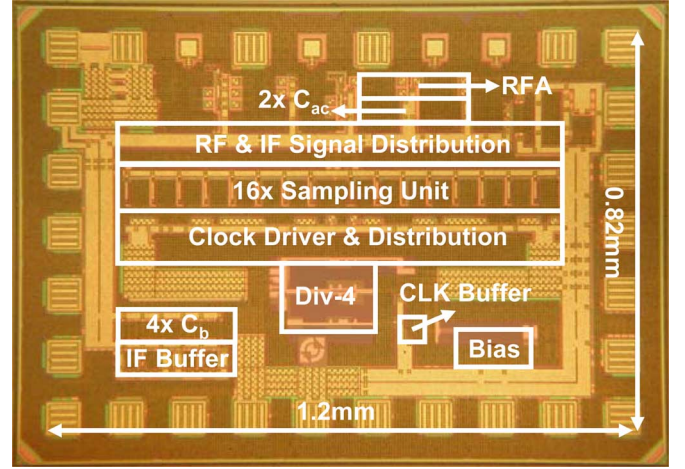 RFA
2x Cac
RF & IF Signal Distribution
16x Sampling Unit
Clock Driver & Distribution
0.82mm
Div-4
CLK Buffer
4x Cb
IF Buffer
Bias
1.2mm